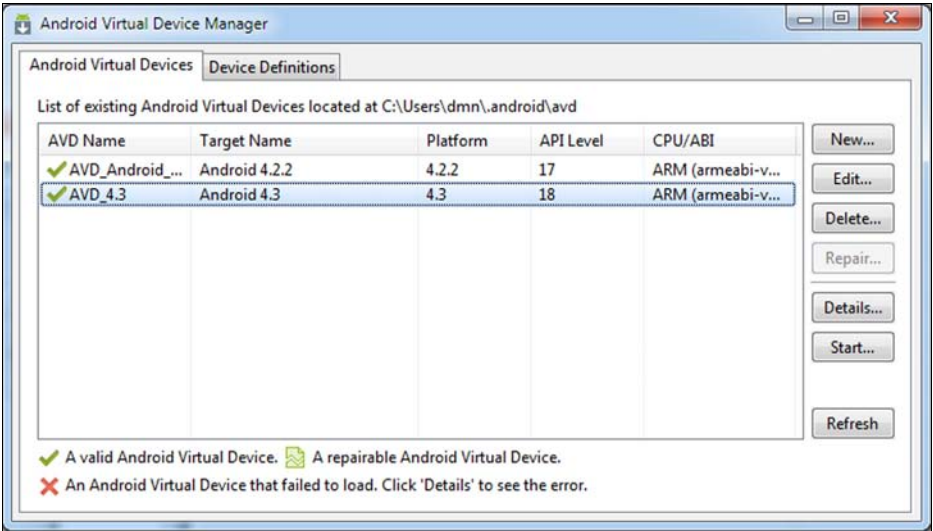 Android Virtual Device Manager
Android Virtual Devices Device Definitions
List of existing Android Virtual Devices located at C:\Users\dmn\.android\avd
AVD Name Target Name Platform API Level CPU/ABI
AVD_Android_... Android 4.2.2 4.2.2 17 ARM (armeabi-v...
AVD_4.3 Android 4.3 4.3 18 ARM (armeabi-v...
New...
Edit...
Delete...
Repair...
Details...
Start...
Refresh
A valid Android Virtual Device. A repairable Android Virtual Device.
An Android Virtual Device that failed to load. Click 'Details' to see the error.